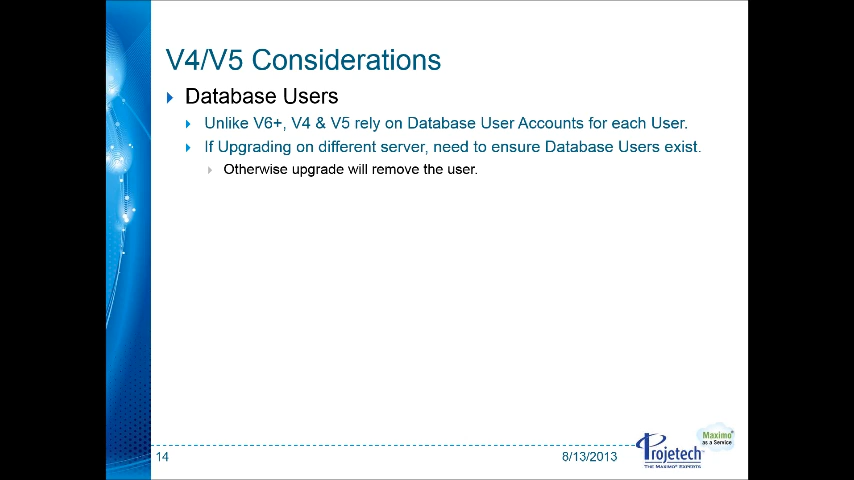 V4/V5 Considerations
Database Users
Unlike V6+, V4 & V5 rely on Database User Accounts for each User.
If Upgrading on different server, need to ensure Database Users exist.
Otherwise upgrade will remove the user.
14
8/13/2013
Projetech
THE MAXIMO® EXPERTS
Maximo®
as a Service